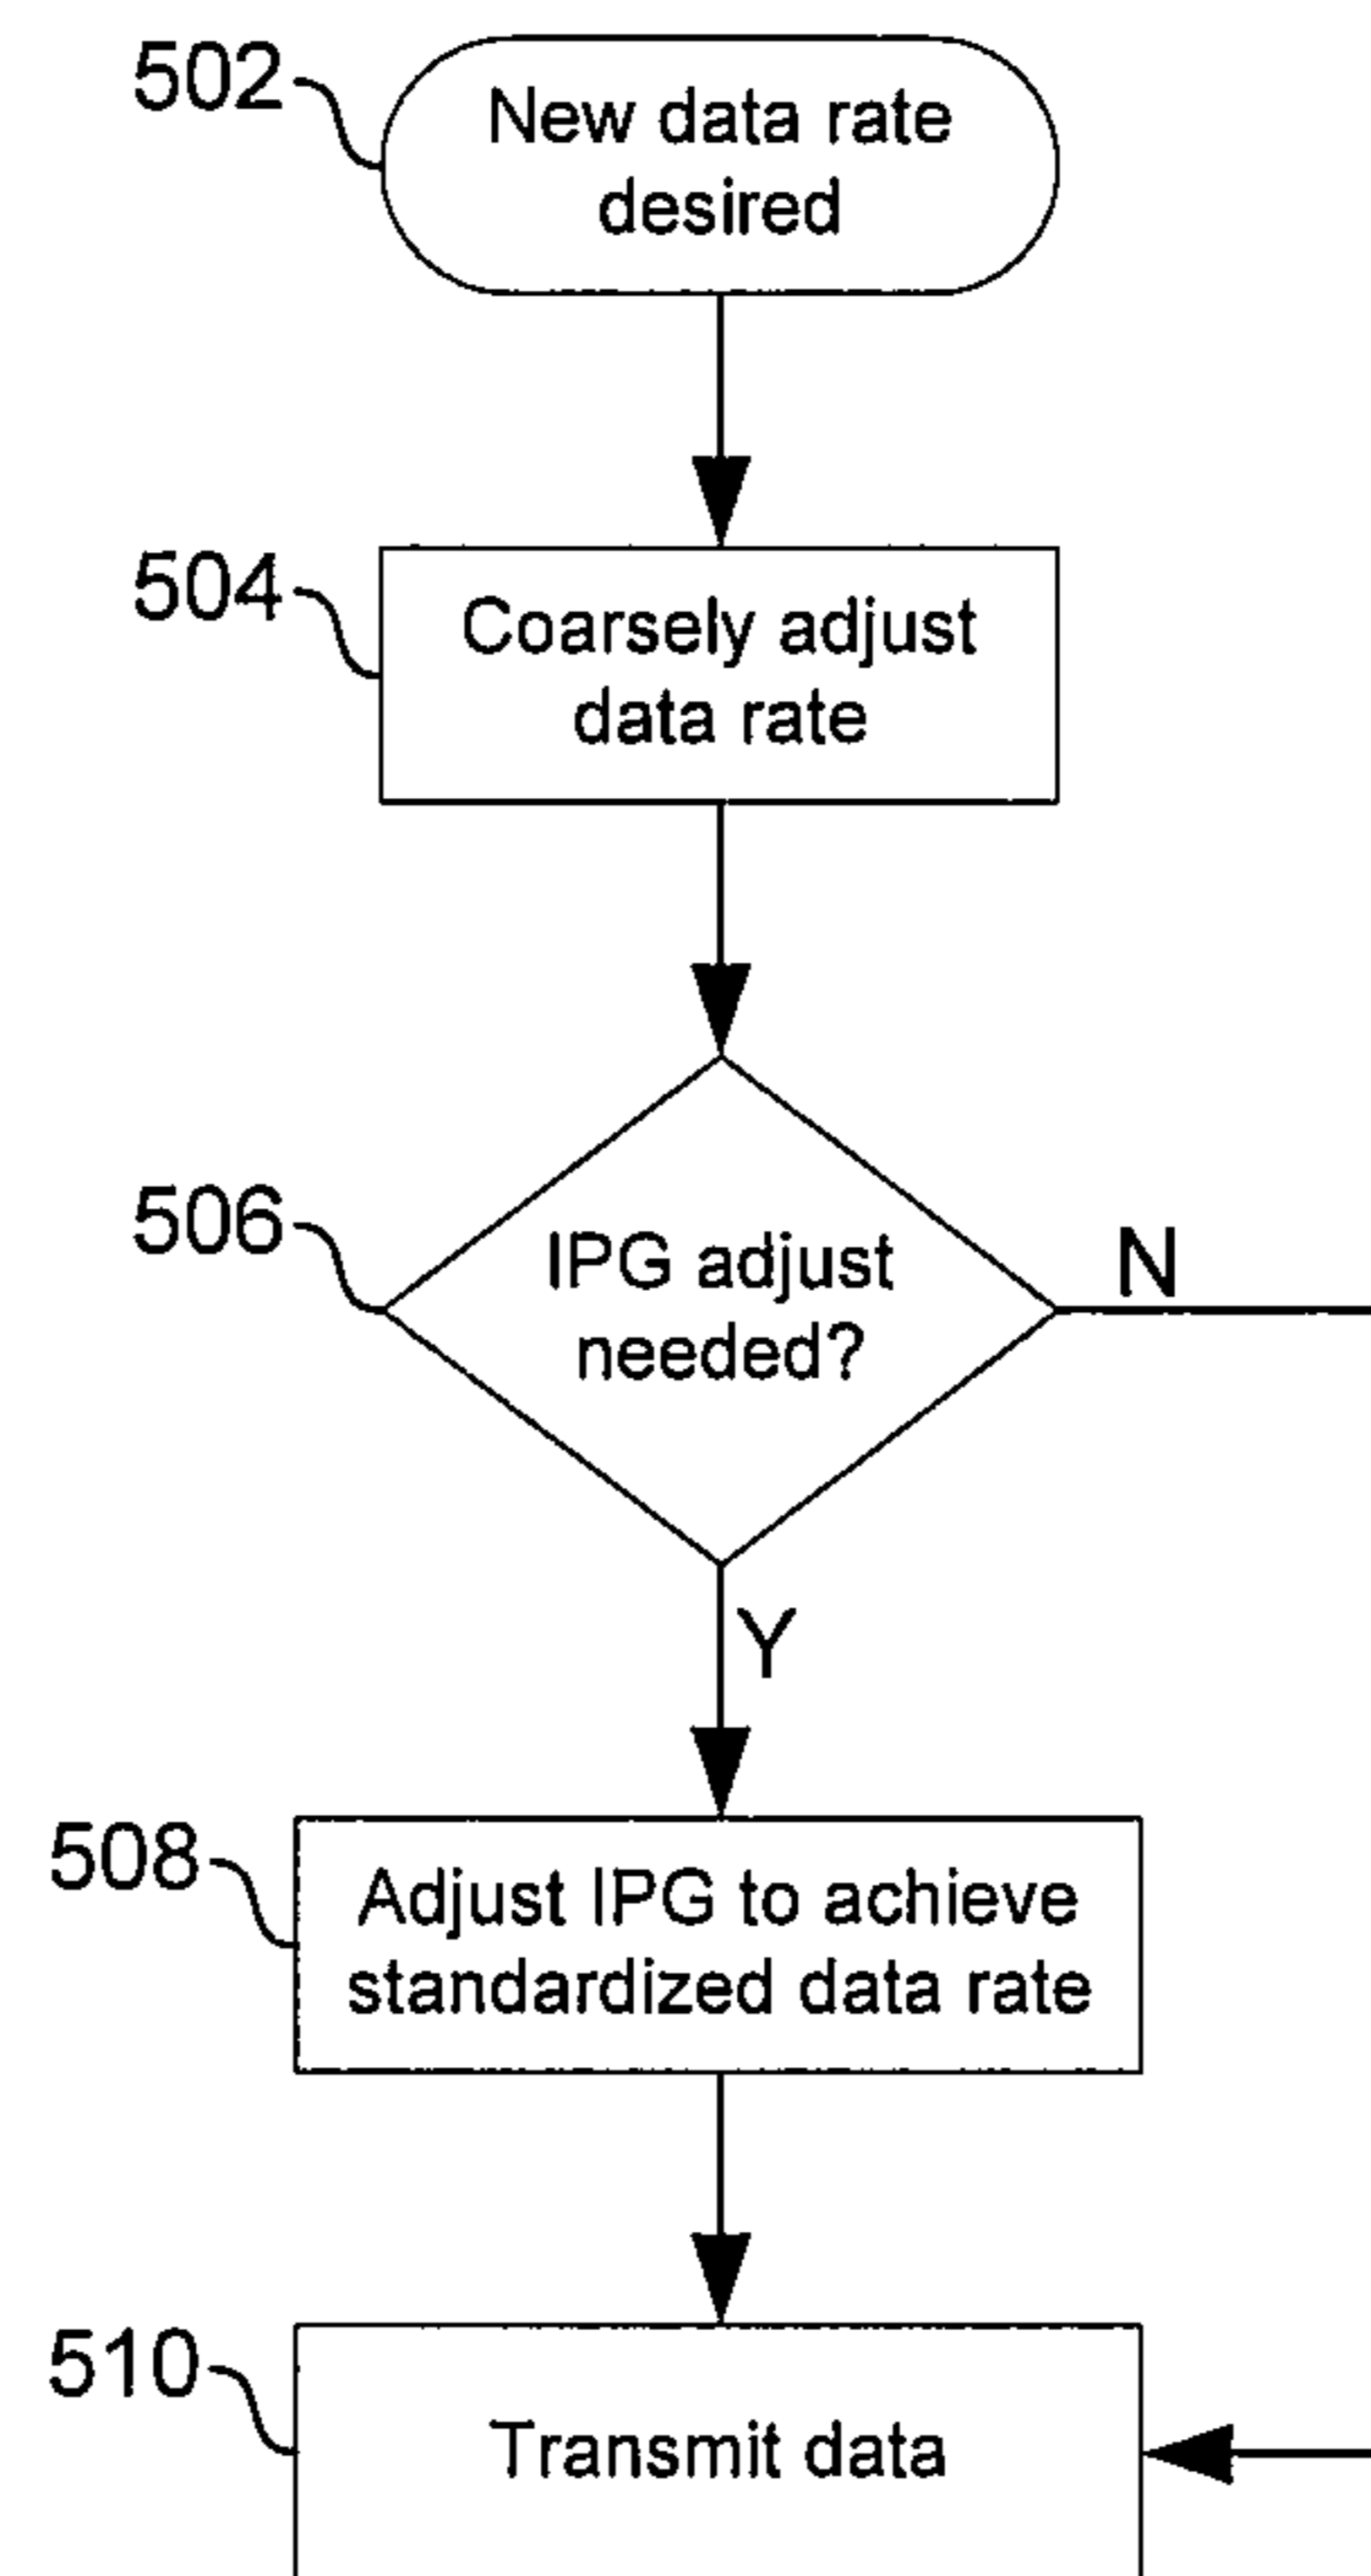 502
New data rate
desired
504
Coarsely adjust
data rate
506
IPG adjust
needed?
N
Y
508
Adjust IPG to achieve
standardized data rate
510
Transmit data